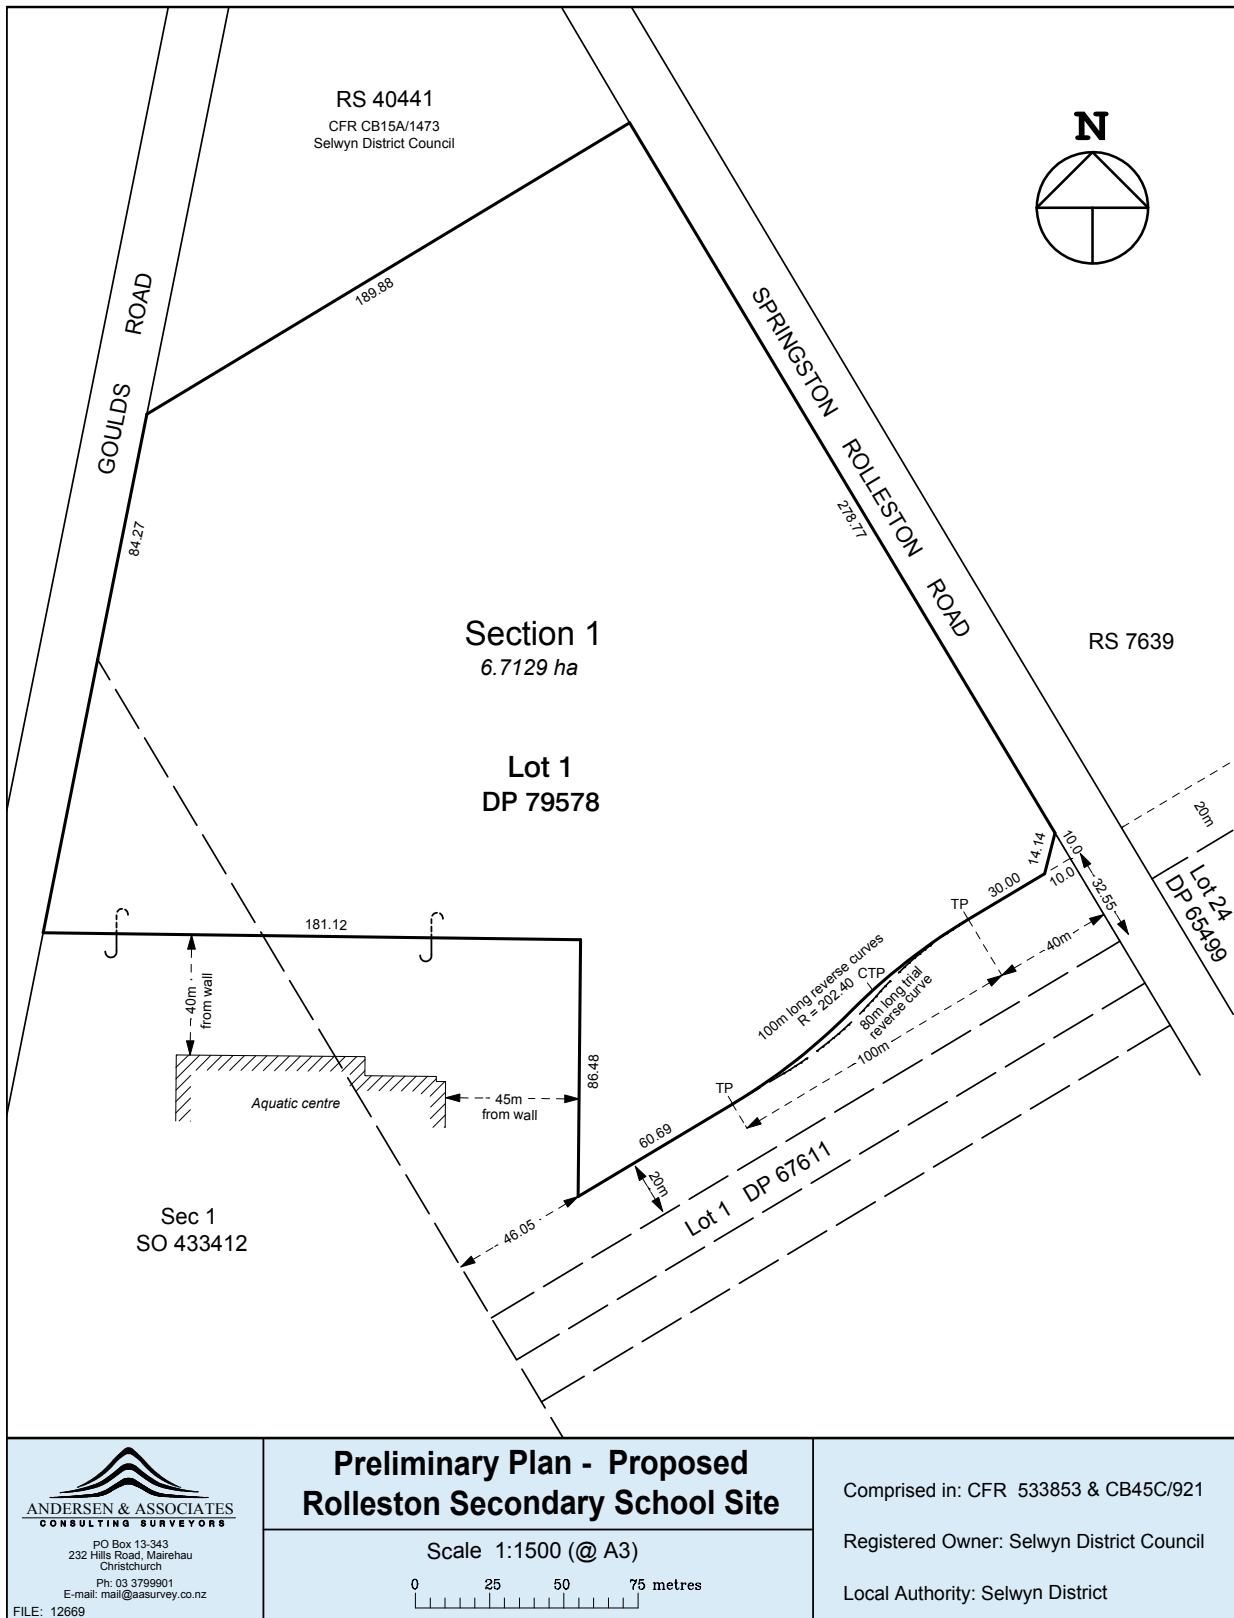 RS 40441
CFR CB15A/1473
Selwyn District Council
N
189.88
GOULDS ROAD
SPRINGSTON ROLLESTON ROAD
84.27
278.77
Section 1
6.7129 ha
RS 7639
Lot 1
DP 79578
20m
Lot 24
DP 65499
14.14
10.0
10.0
32.55
30.00
TP
40m
181.12
100m long reverse curves
R = 202.40
CTP
80m long trial
reverse curve
100m
40m
from wall
Aquatic centre
45m
from wall
86.48
TP
60.69
20m
Lot 1 DP 67611
46.05
Sec 1
SO 433412
ANDERSEN & ASSOCIATES
CONSULTING SURVEYORS
PO Box 13-343
232 Hills Road, Mairehau
Christchurch
Ph: 03 3799901
E-mail: mail@aasurvey.co.nz
FILE: 12669
Preliminary Plan - Proposed
Rolleston Secondary School Site
Scale 1:1500 (@ A3)
0 25 50 75 metres
Comprised in: CFR 533853 & CB45C/921
Registered Owner: Selwyn District Council
Local Authority: Selwyn District